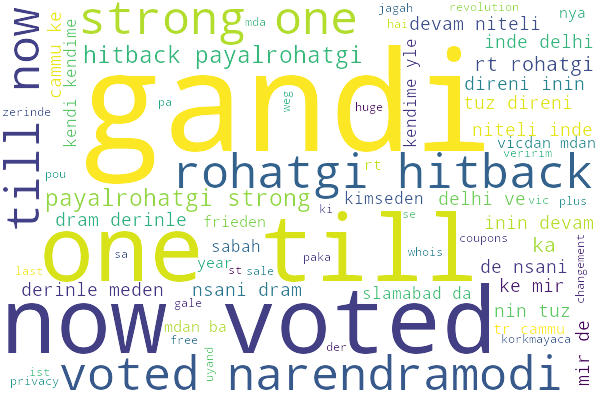 strong one
jagah
revolution
mda
devam niteli
nya
hai
inde delhi
hitback payalrohatgi
rt rohatgi
cammu ke
kendi kendime
till now
gandi
kendime yle
direni inin
weg
huge
tuz direni
pa
zerinde
niteli inde
vicdan mdan
rohatgi hitback
rt
veririm
pou
payalrohatgi strong
kimseden
delhi ve
vic
plus
ki
se
dram derinle
frieden
one till
inin devam
sabah
ka
whois
coupons
last
year
sa
st
sale
paka
de nsani
changement
derinle meden
nsani dram
slamabad da
ke mir
gale
now voted
nin tuz
mdan ba
tr cammu
free
mir de
korkmayaca
der
ist
voted narendramodi
uyand
privacy